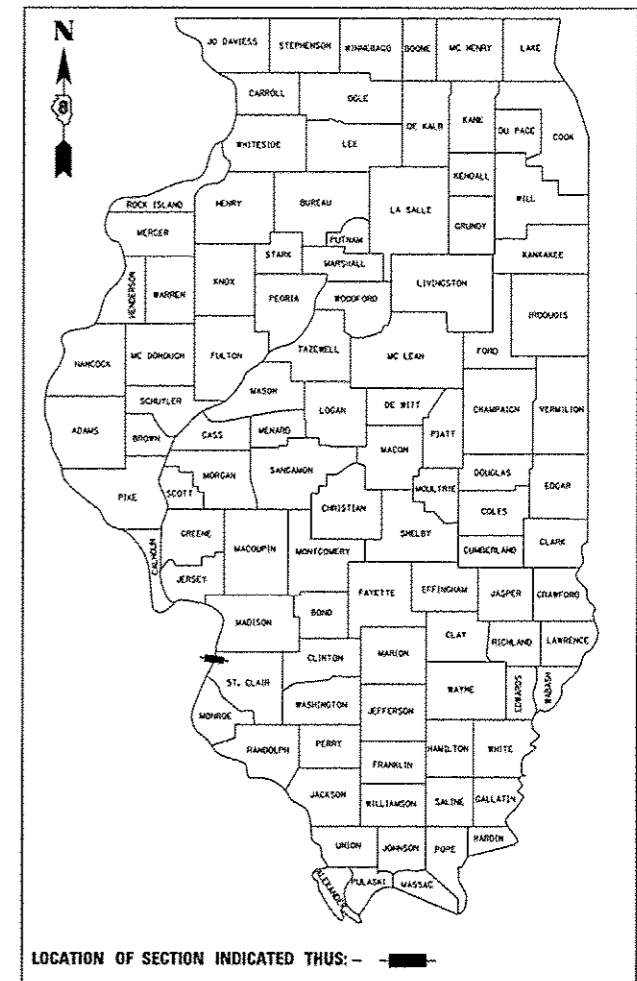 N
8
JO DAVIESS STEPHENSON WINNEBAGO BOONE MC HENRY LAKE
CARROLL OGLE DE KALB KANE DU PAGE COOK
WHITESIDE LEE KENDALL WILL
ROCK ISLAND HENRY BUREAU LA SALLE GRUNDY
MERCER PUTNAM KANKAKEE
HENDERSON WARREN KNOX STARK MARSHALL LIVINGSTON
PEORIA WOODFORD IROQUOIS
HANCOCK MC DONOUGH FULTON TAZEWELL MC LEAN FORD
SCHUYLER MASON DE WITT CHAMPAIGN VERMILION
ADAMS BROWN CASS MENARD LOGAN PIATT
MACON
PIKE SCOTT MORGAN SANGAMON MOULTRIE DOUGLAS EDGAR
CHRISTIAN COLES
CALHOUN GREENE MACOUPIN MONTGOMERY SHELBY CUMBERLAND CLARK
JERSEY FAYETTE EFFINGHAM JASPER CRAWFORD
MADISON BOND CLAY RICHLAND LAWRENCE
CLINTON MARION
ST. CLAIR WAYNE EDWARDS WABASH
MONROE WASHINGTON JEFFERSON
RANDOLPH PERRY HAMILTON WHITE
FRANKLIN
JACKSON WILLIAMSON SALINE GALLATIN
UNION JOHNSON POPE HARDIN
ALEXANDER PULASKI MASSAC
LOCATION OF SECTION INDICATED THUS: -